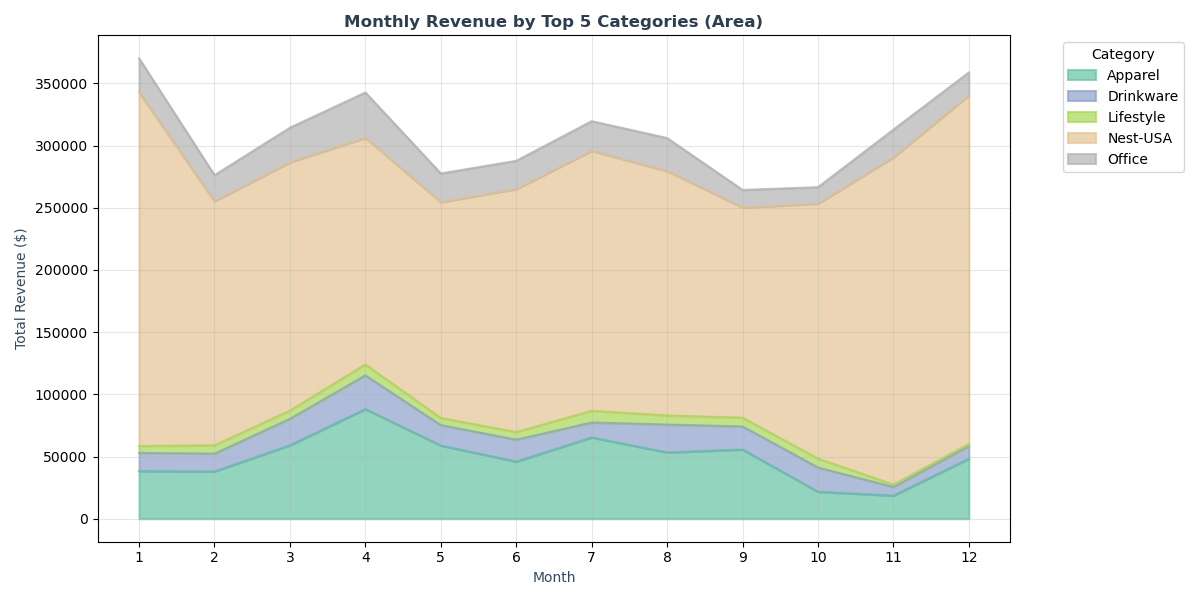 Monthly Revenue by Top 5 Categories (Area)
Category
Apparel
Drinkware
Lifestyle
Nest-USA
Office
Total Revenue ($)
350000
300000
250000
200000
150000
100000
50000
0
1 2 3 4 5 6 7 8 9 10 11 12
Month